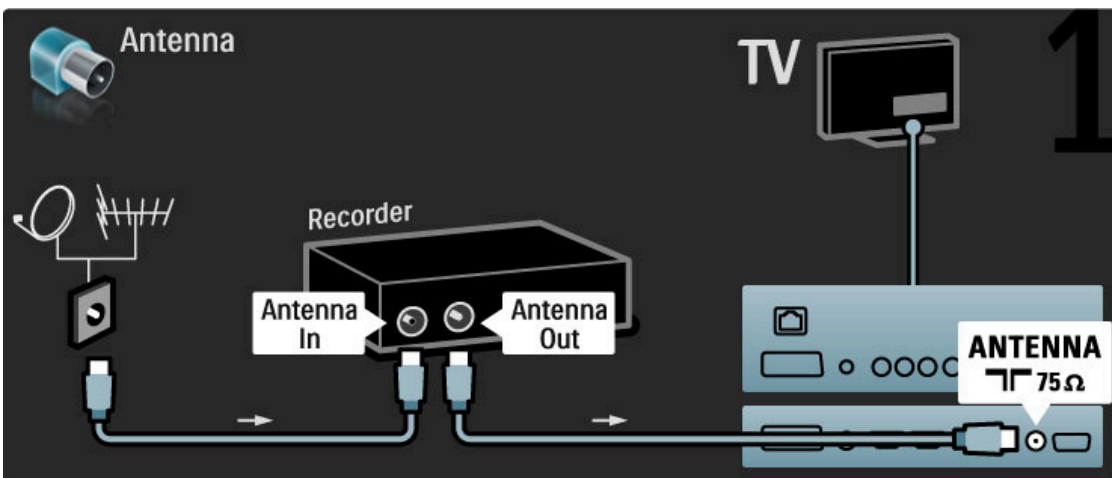 Antenna
TV
1
Recorder
Antenna
In
Antenna
Out
ANTENNA
75Ω